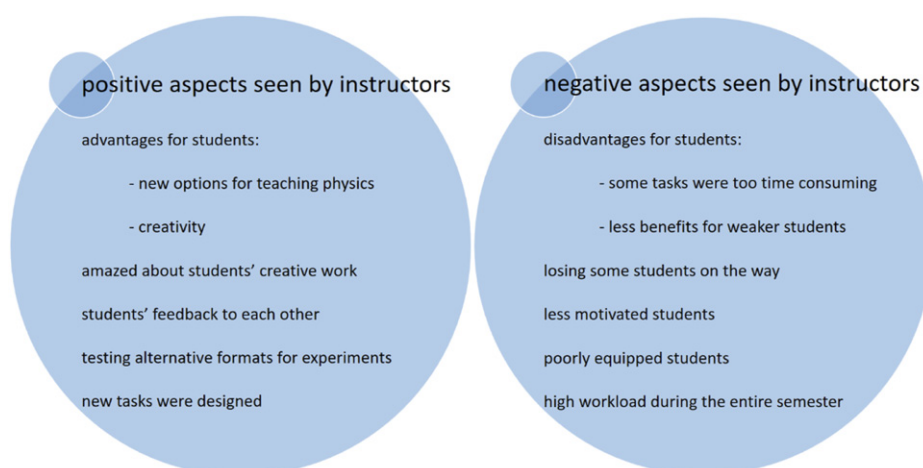 positive aspects seen by instructors
advantages for students:
- new options for teaching physics
- creativity
amazed about students’ creative work
students’ feedback to each other
testing alternative formats for experiments
new tasks were designed
negative aspects seen by instructors
disadvantages for students:
- some tasks were too time consuming
- less benefits for weaker students
losing some students on the way
less motivated students
poorly equipped students
high workload during the entire semester